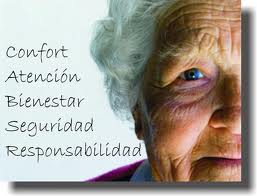 Confort
Atención
Bienestar
Seguridad
Responsabilidad